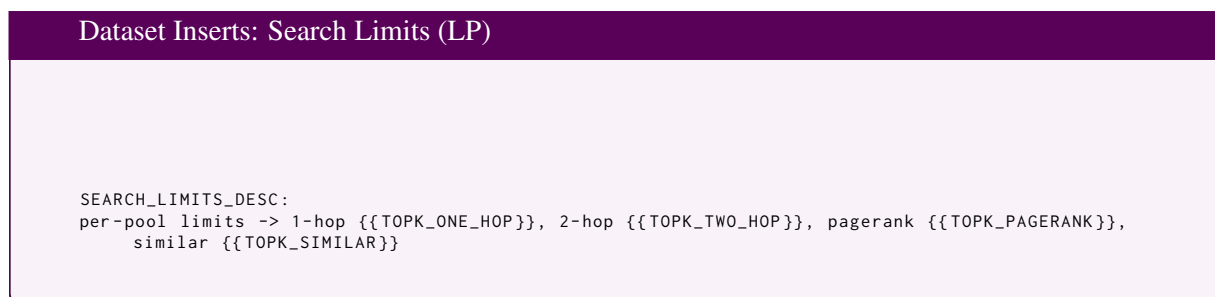 Dataset Inserts: Search Limits (LP)
SEARCH_LIMITS_DESC:
per-pool limits -> 1-hop {{TOPK_ONE_HOP}}, 2-hop {{TOPK_TWO_HOP}}, pagerank {{TOPK_PAGERANK}},
similar {{TOPK_SIMILAR}}